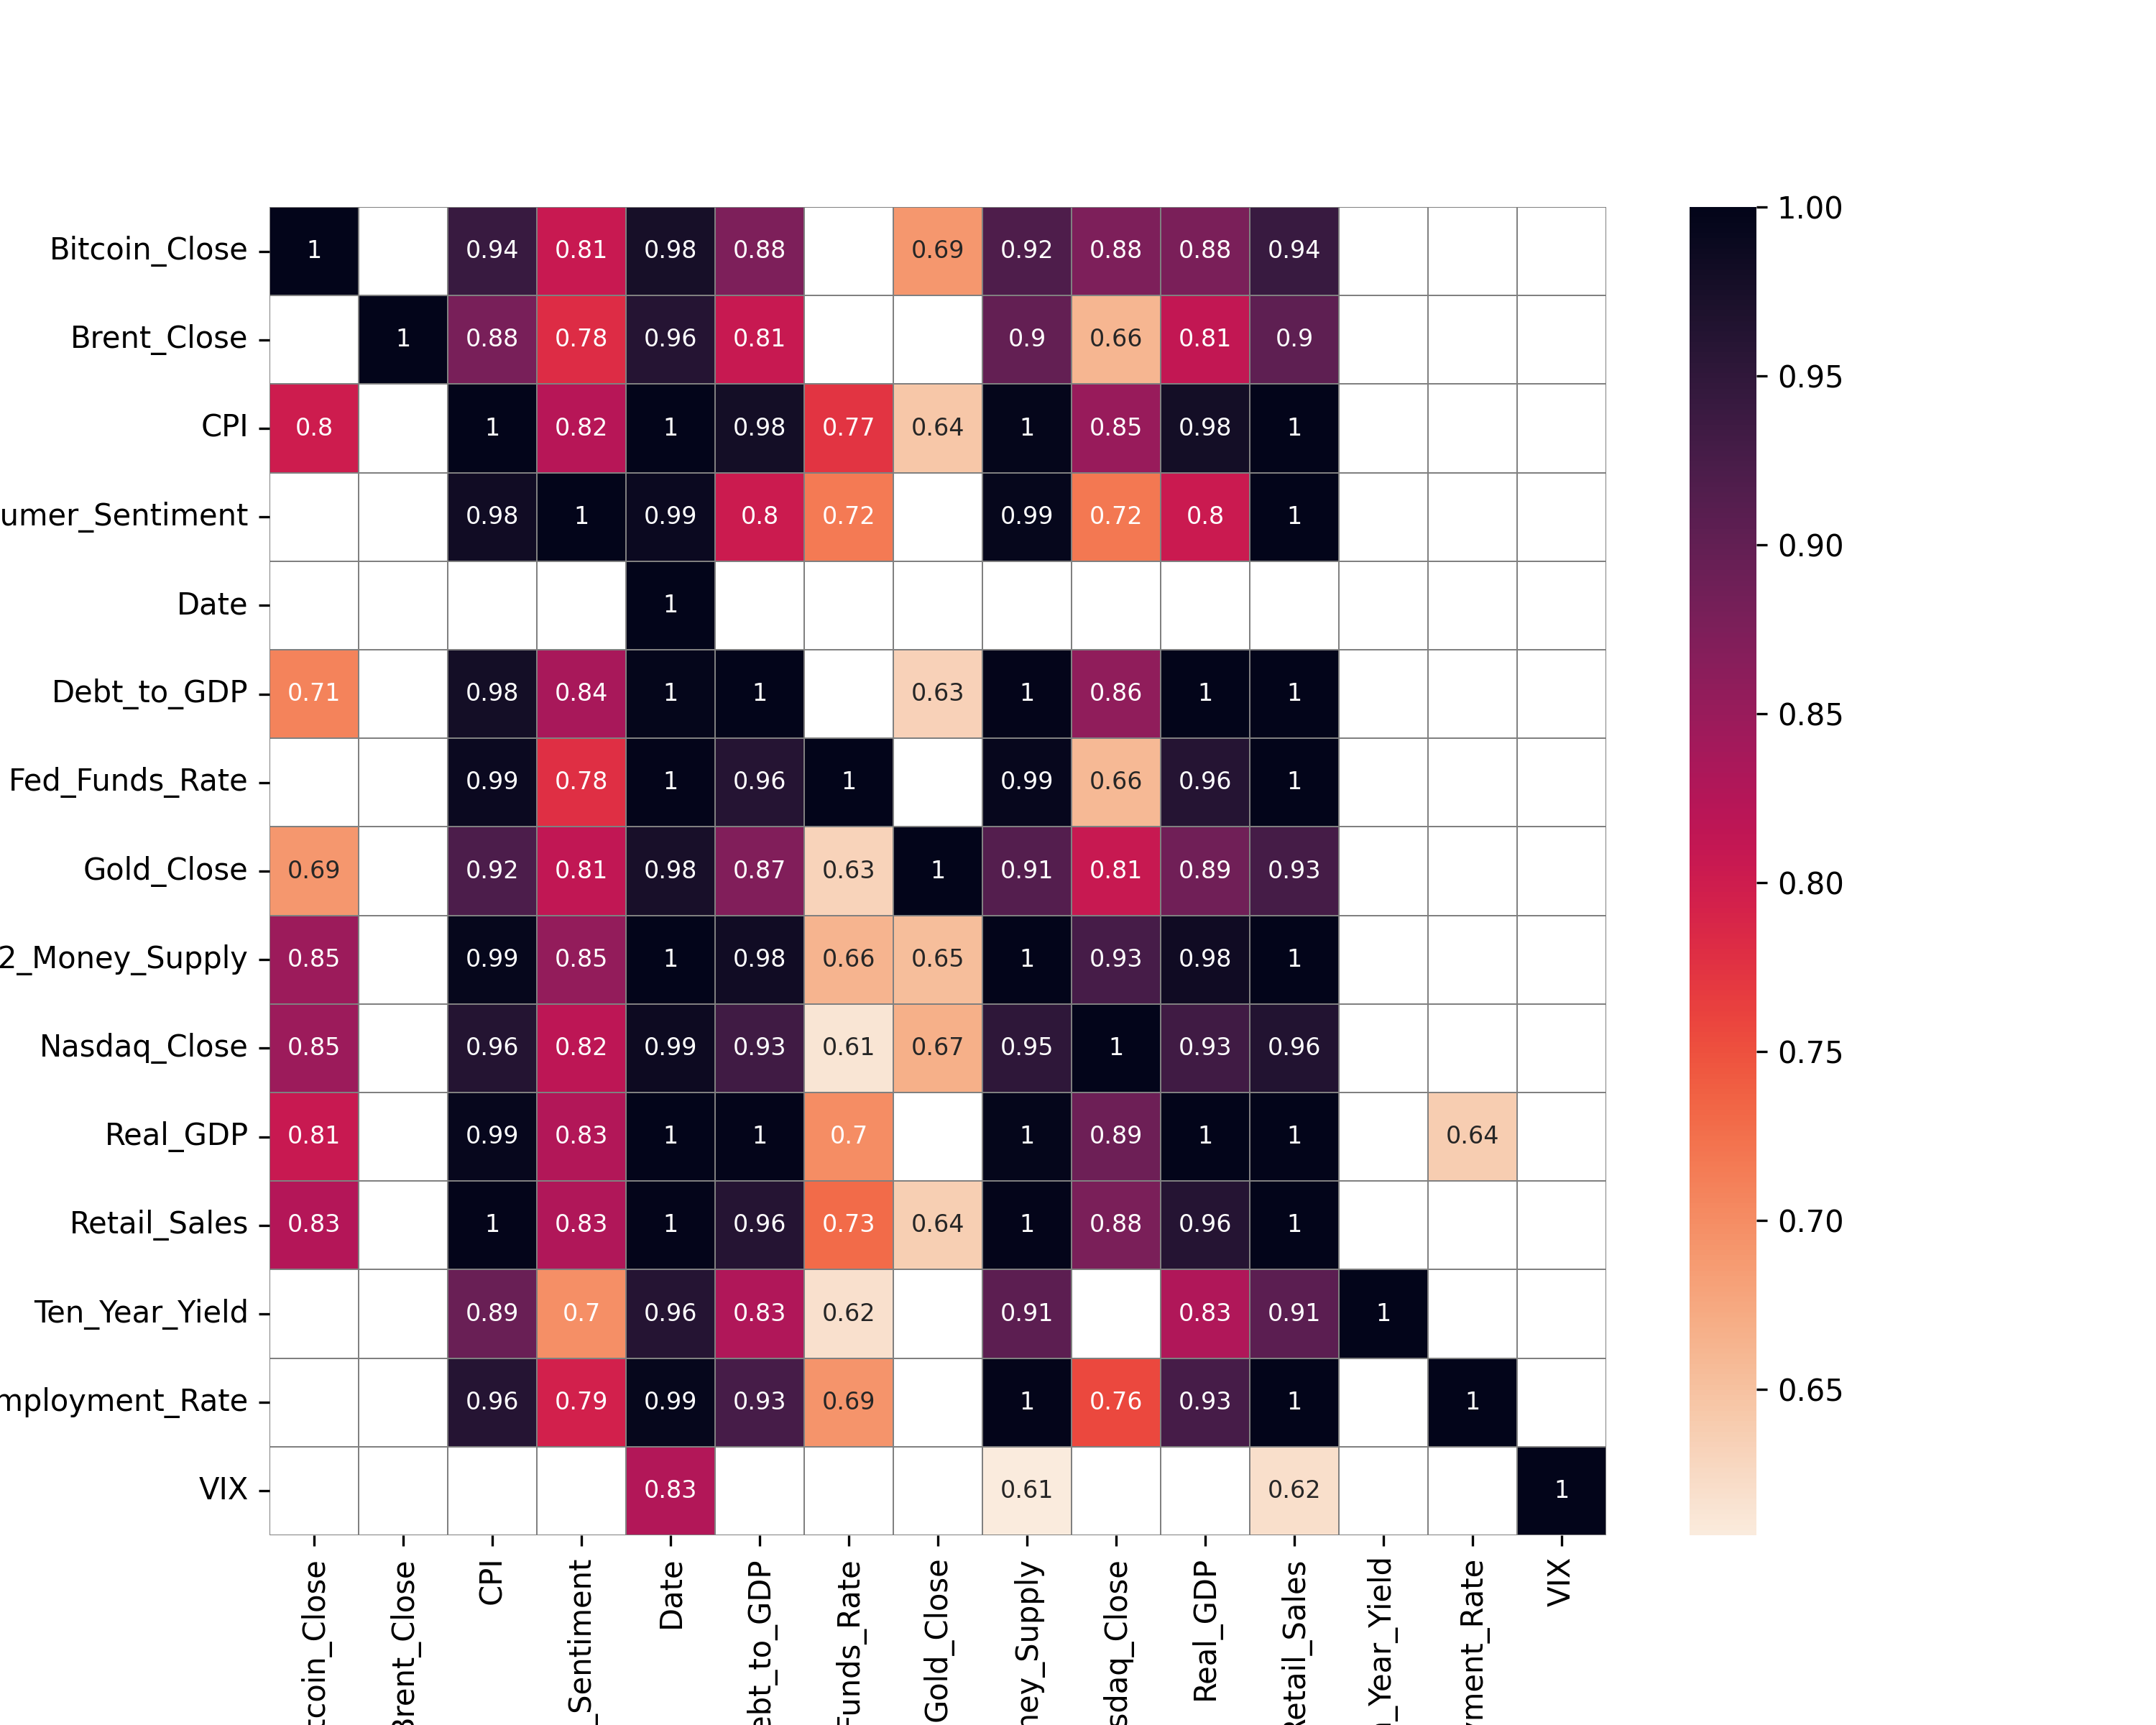 Bitcoin_Close 1 0.94 0.81 0.98 0.88 0.69 0.92 0.88 0.88 0.94
Brent_Close 1 0.88 0.78 0.96 0.81 0.9 0.66 0.81 0.9
CPI 0.8 1 0.82 1 0.98 0.77 0.64 1 0.85 0.98 1
umer_Sentiment 0.98 1 0.99 0.8 0.72 0.99 0.72 0.8 1
Date 1
Debt_to_GDP 0.71 0.98 0.84 1 1 0.63 1 0.86 1 1
Fed_Funds_Rate 0.99 0.78 1 0.96 1 0.99 0.66 0.96 1
Gold_Close 0.69 0.92 0.81 0.98 0.87 0.63 1 0.91 0.81 0.89 0.93
2_Money_Supply 0.85 0.99 0.85 1 0.98 0.66 0.65 1 0.93 0.98 1
Nasdaq_Close 0.85 0.96 0.82 0.99 0.93 0.61 0.67 0.95 1 0.93 0.96
Real_GDP 0.81 0.99 0.83 1 1 0.7 1 0.89 1 1 0.64
Retail_Sales 0.83 1 0.83 1 0.96 0.73 0.64 1 0.88 0.96 1
Ten_Year_Yield 0.89 0.7 0.96 0.83 0.62 0.91 0.83 0.91 1
mployment_Rate 0.96 0.79 0.99 0.93 0.69 1 0.76 0.93 1 1
VIX 0.83 0.61 0.62 1
tcoin_Close
Brent_Close
CPI
_Sentiment
Date
ebt_to_GDP
Funds_Rate
Gold_Close
ney_Supply
sdaq_Close
Real_GDP
Retail_Sales
_Year_Yield
yment_Rate
VIX
1.00
0.95
0.90
0.85
0.80
0.75
0.70
0.65